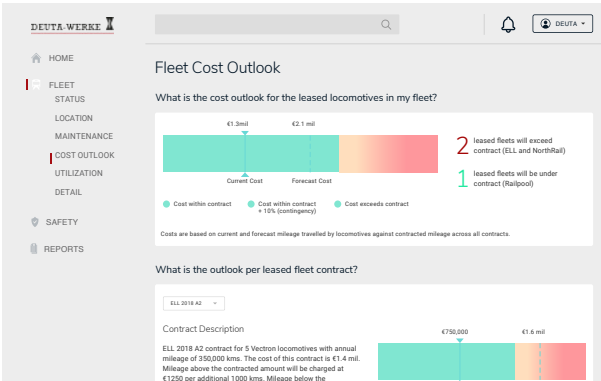 DEUTA-WERKE
DEUTA
HOME
FLEET
STATUS
LOCATION
MAINTENANCE
COST OUTLOOK
UTILIZATION
DETAIL
SAFETY
REPORTS
Fleet Cost Outlook
What is the cost outlook for the leased locomotives in my fleet?
€1.3mil
€2.1 mil
Current Cost
Forecast Cost
Cost within contract
Cost within contract
+ 10% (contingency)
Cost exceeds contract
2 leased fleets will exceed
contract (ELL and NorthRail)
1 leased fleets will be under
contract (Railpool)
Costs are based on current and forecast mileage travelled by locomotives against contracted mileage across all contracts.
What is the outlook per leased fleet contract?
ELL 2018 A2
Contract Description
ELL 2018 A2 contract for 5 Vectron locomotives with annual
mileage of 350,000 kms. The cost of this contract is €1.4 mil.
Mileage above the contracted amount will be charged at
€1250 per additional 1000 kms. Mileage below the
€750,000
€1.6 mil